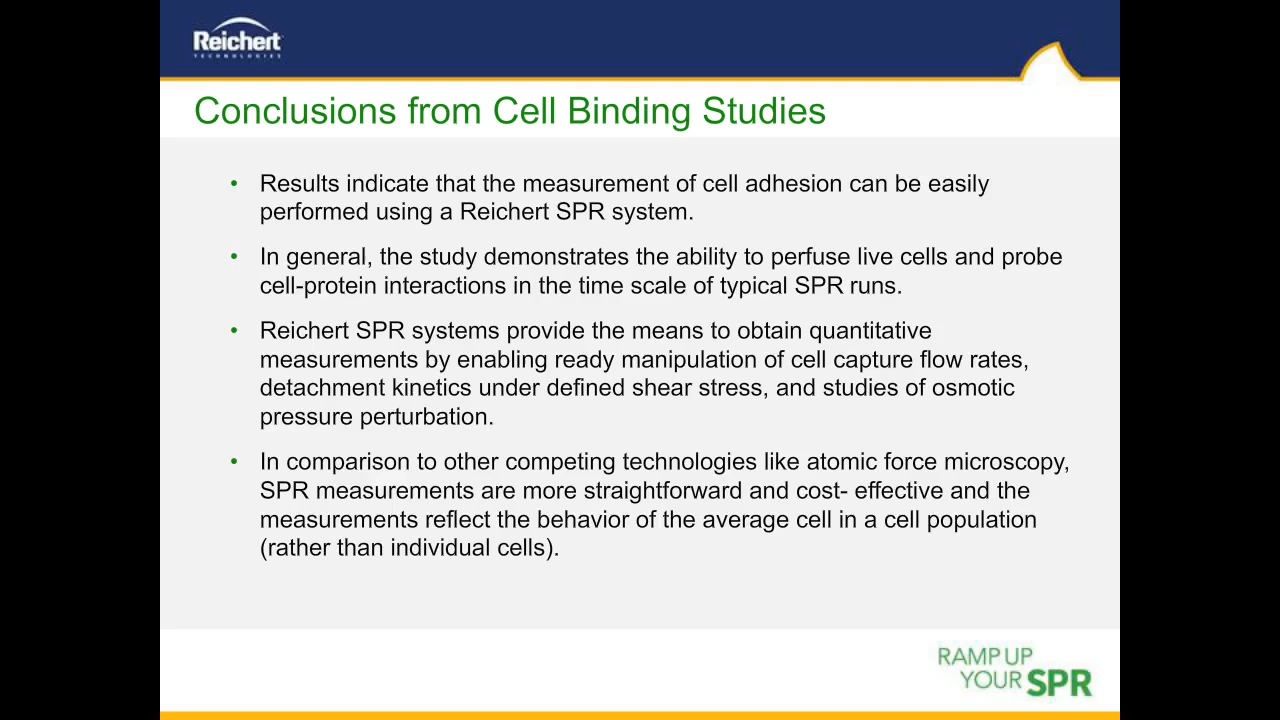 Reichert
TECHNOLOGIES
Conclusions from Cell Binding Studies
• Results indicate that the measurement of cell adhesion can be easily
performed using a Reichert SPR system.
• In general, the study demonstrates the ability to perfuse live cells and probe
cell-protein interactions in the time scale of typical SPR runs.
• Reichert SPR systems provide the means to obtain quantitative
measurements by enabling ready manipulation of cell capture flow rates,
detachment kinetics under defined shear stress, and studies of osmotic
pressure perturbation.
• In comparison to other competing technologies like atomic force microscopy,
SPR measurements are more straightforward and cost- effective and the
measurements reflect the behavior of the average cell in a cell population
(rather than individual cells).
RAMP UP
YOUR SPR